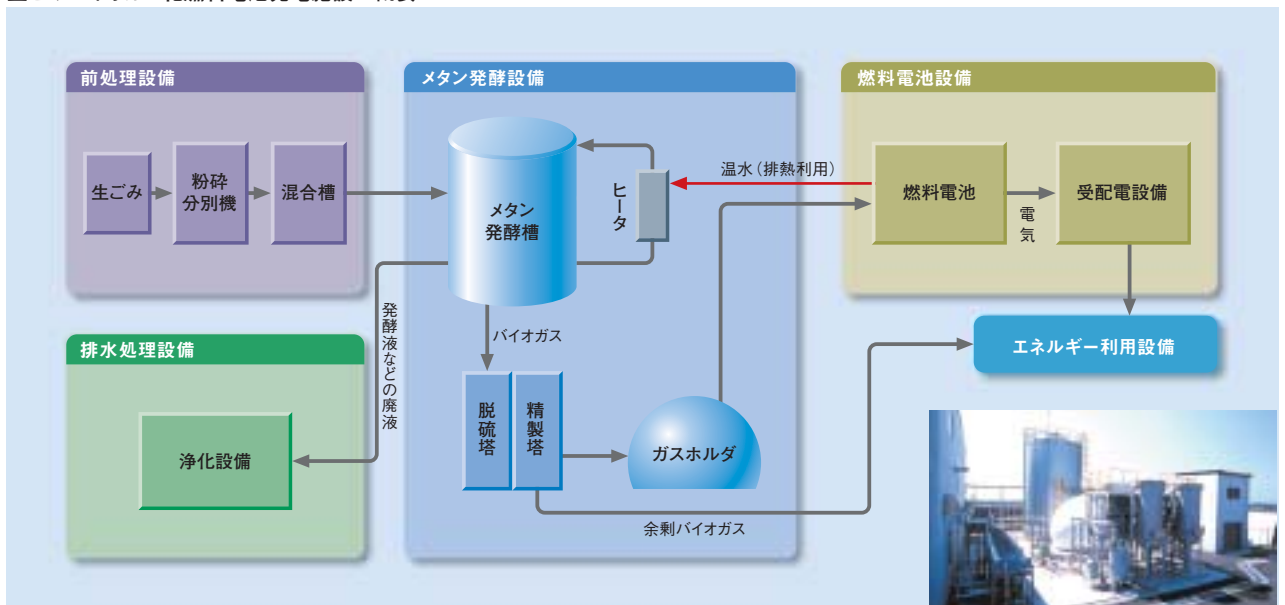 前処理設備
生ごみ
粉砕
分別機
混合槽
メタン発酵設備
メタン
発酵槽
ヒータ
温水（排熱利用）
燃料電池設備
燃料電池
電気
受配電設備
エネルギー利用設備
排水処理設備
浄化設備
発酵液などの廃液
バイオガス
脱硫塔
精製塔
ガスホルダ
余剰バイオガス